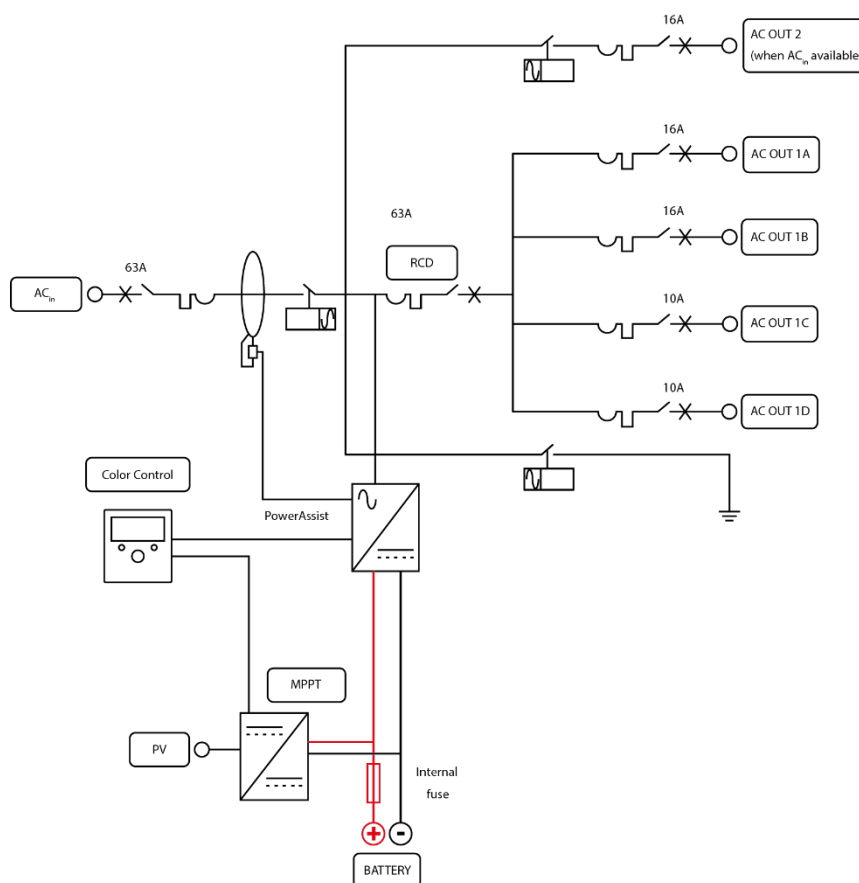 16A
AC OUT 2
(when ACin available
16A
AC OUT 1A
63A
16A
RCD
AC OUT 1B
63A
ACin
10A
AC OUT 1C
10A
AC OUT 1D
Color Control
PowerAssist
MPPT
PV
Internal
fuse
+ -
BATTERY